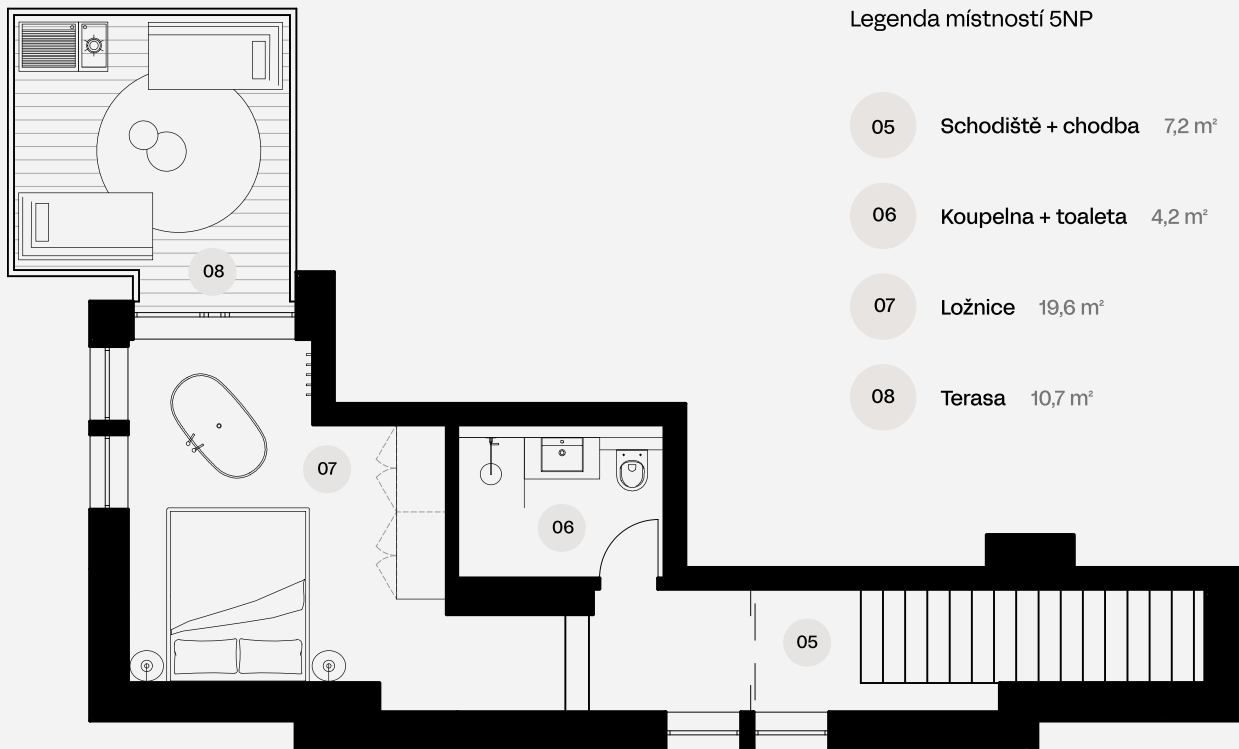 Legenda místností 5NP
05 Schodiště + chodba 7,2 m²
06 Koupelna + toaleta 4,2 m²
07 Ložnice 19,6 m²
08 Terasa 10,7 m²
08
07
06
05